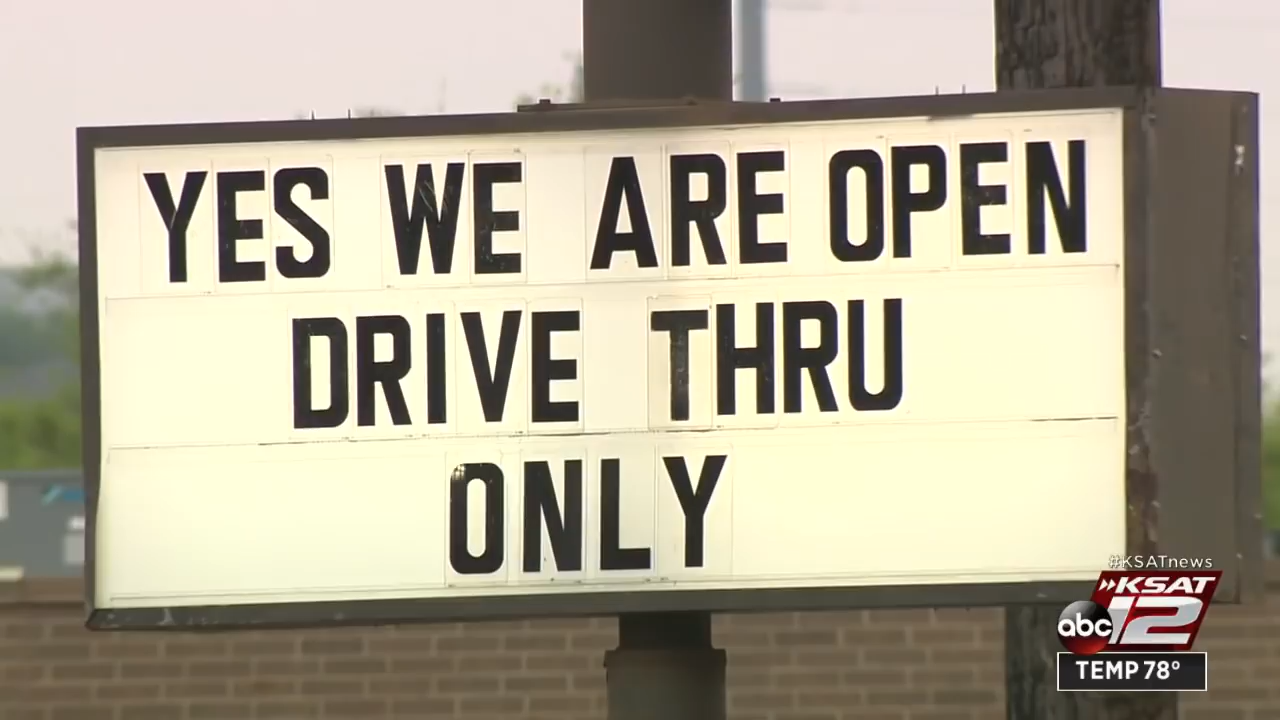 YES WE ARE OPEN
DRIVE THRU
ONLY
#KSATnews
KSAT
abc 12
TEMP 78°